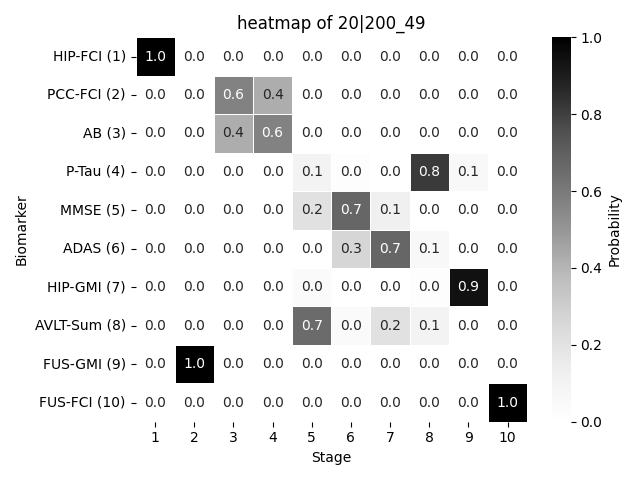 heatmap of 20|200_49
HIP-FCI (1) 1.0 0.0 0.0 0.0 0.0 0.0 0.0 0.0 0.0 0.0
PCC-FCI (2) 0.0 0.0 0.6 0.4 0.0 0.0 0.0 0.0 0.0 0.0
AB (3) 0.0 0.0 0.4 0.6 0.0 0.0 0.0 0.0 0.0 0.0
P-Tau (4) 0.0 0.0 0.0 0.0 0.1 0.0 0.0 0.8 0.1 0.0
MMSE (5) 0.0 0.0 0.0 0.0 0.2 0.7 0.1 0.0 0.0 0.0
ADAS (6) 0.0 0.0 0.0 0.0 0.0 0.3 0.7 0.1 0.0 0.0
HIP-GMI (7) 0.0 0.0 0.0 0.0 0.0 0.0 0.0 0.0 0.9 0.0
AVLT-Sum (8) 0.0 0.0 0.0 0.0 0.7 0.0 0.2 0.1 0.0 0.0
FUS-GMI (9) 0.0 1.0 0.0 0.0 0.0 0.0 0.0 0.0 0.0 0.0
FUS-FCI (10) 0.0 0.0 0.0 0.0 0.0 0.0 0.0 0.0 0.0 1.0
1 2 3 4 5 6 7 8 9 10
Stage
Biomarker
1.0
0.8
0.6
0.4
0.2
0.0
Probability